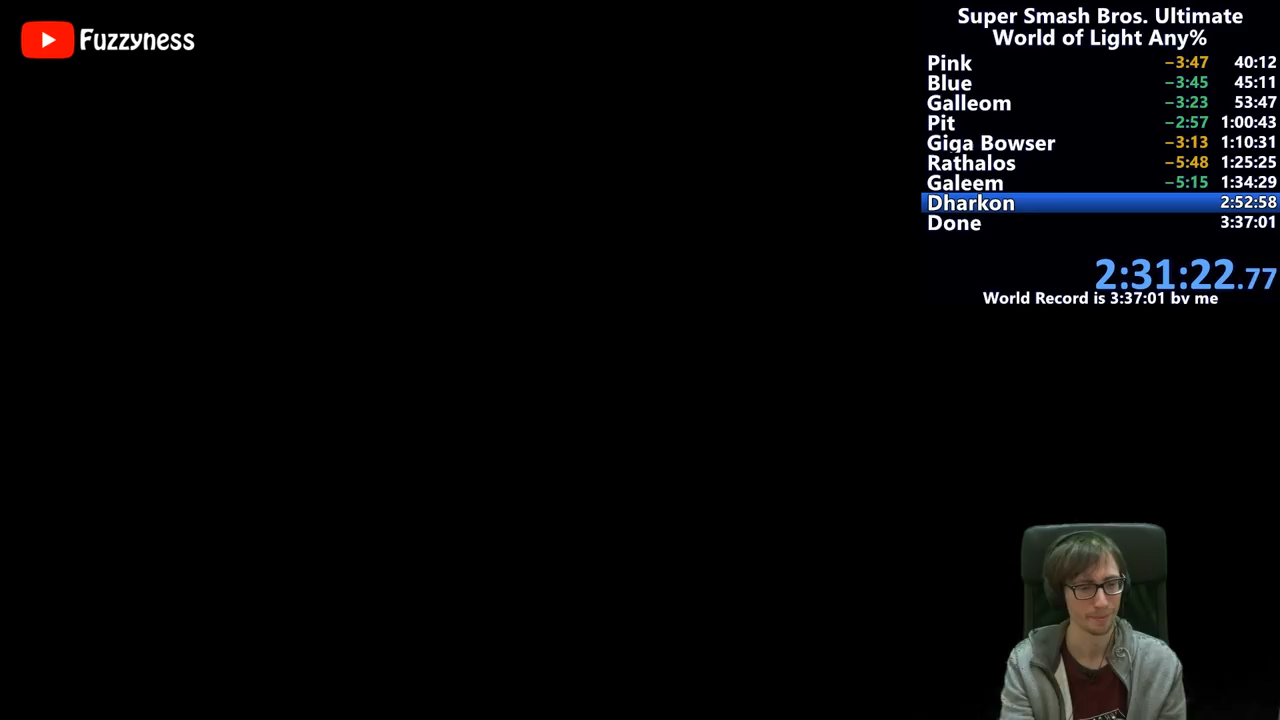 Fuzzyness
Super Smash Bros. Ultimate
World of Light Any%
Pink −3:47 40:12
Blue −3:45 45:11
Galleom −3:23 53:47
Pit −2:57 1:00:43
Giga Bowser −3:13 1:10:31
Rathalos −5:48 1:25:25
Galeem −5:15 1:34:29
Dharkon 2:52:58
Done 3:37:01
2:31:22.77
World Record is 3:37:01 by me